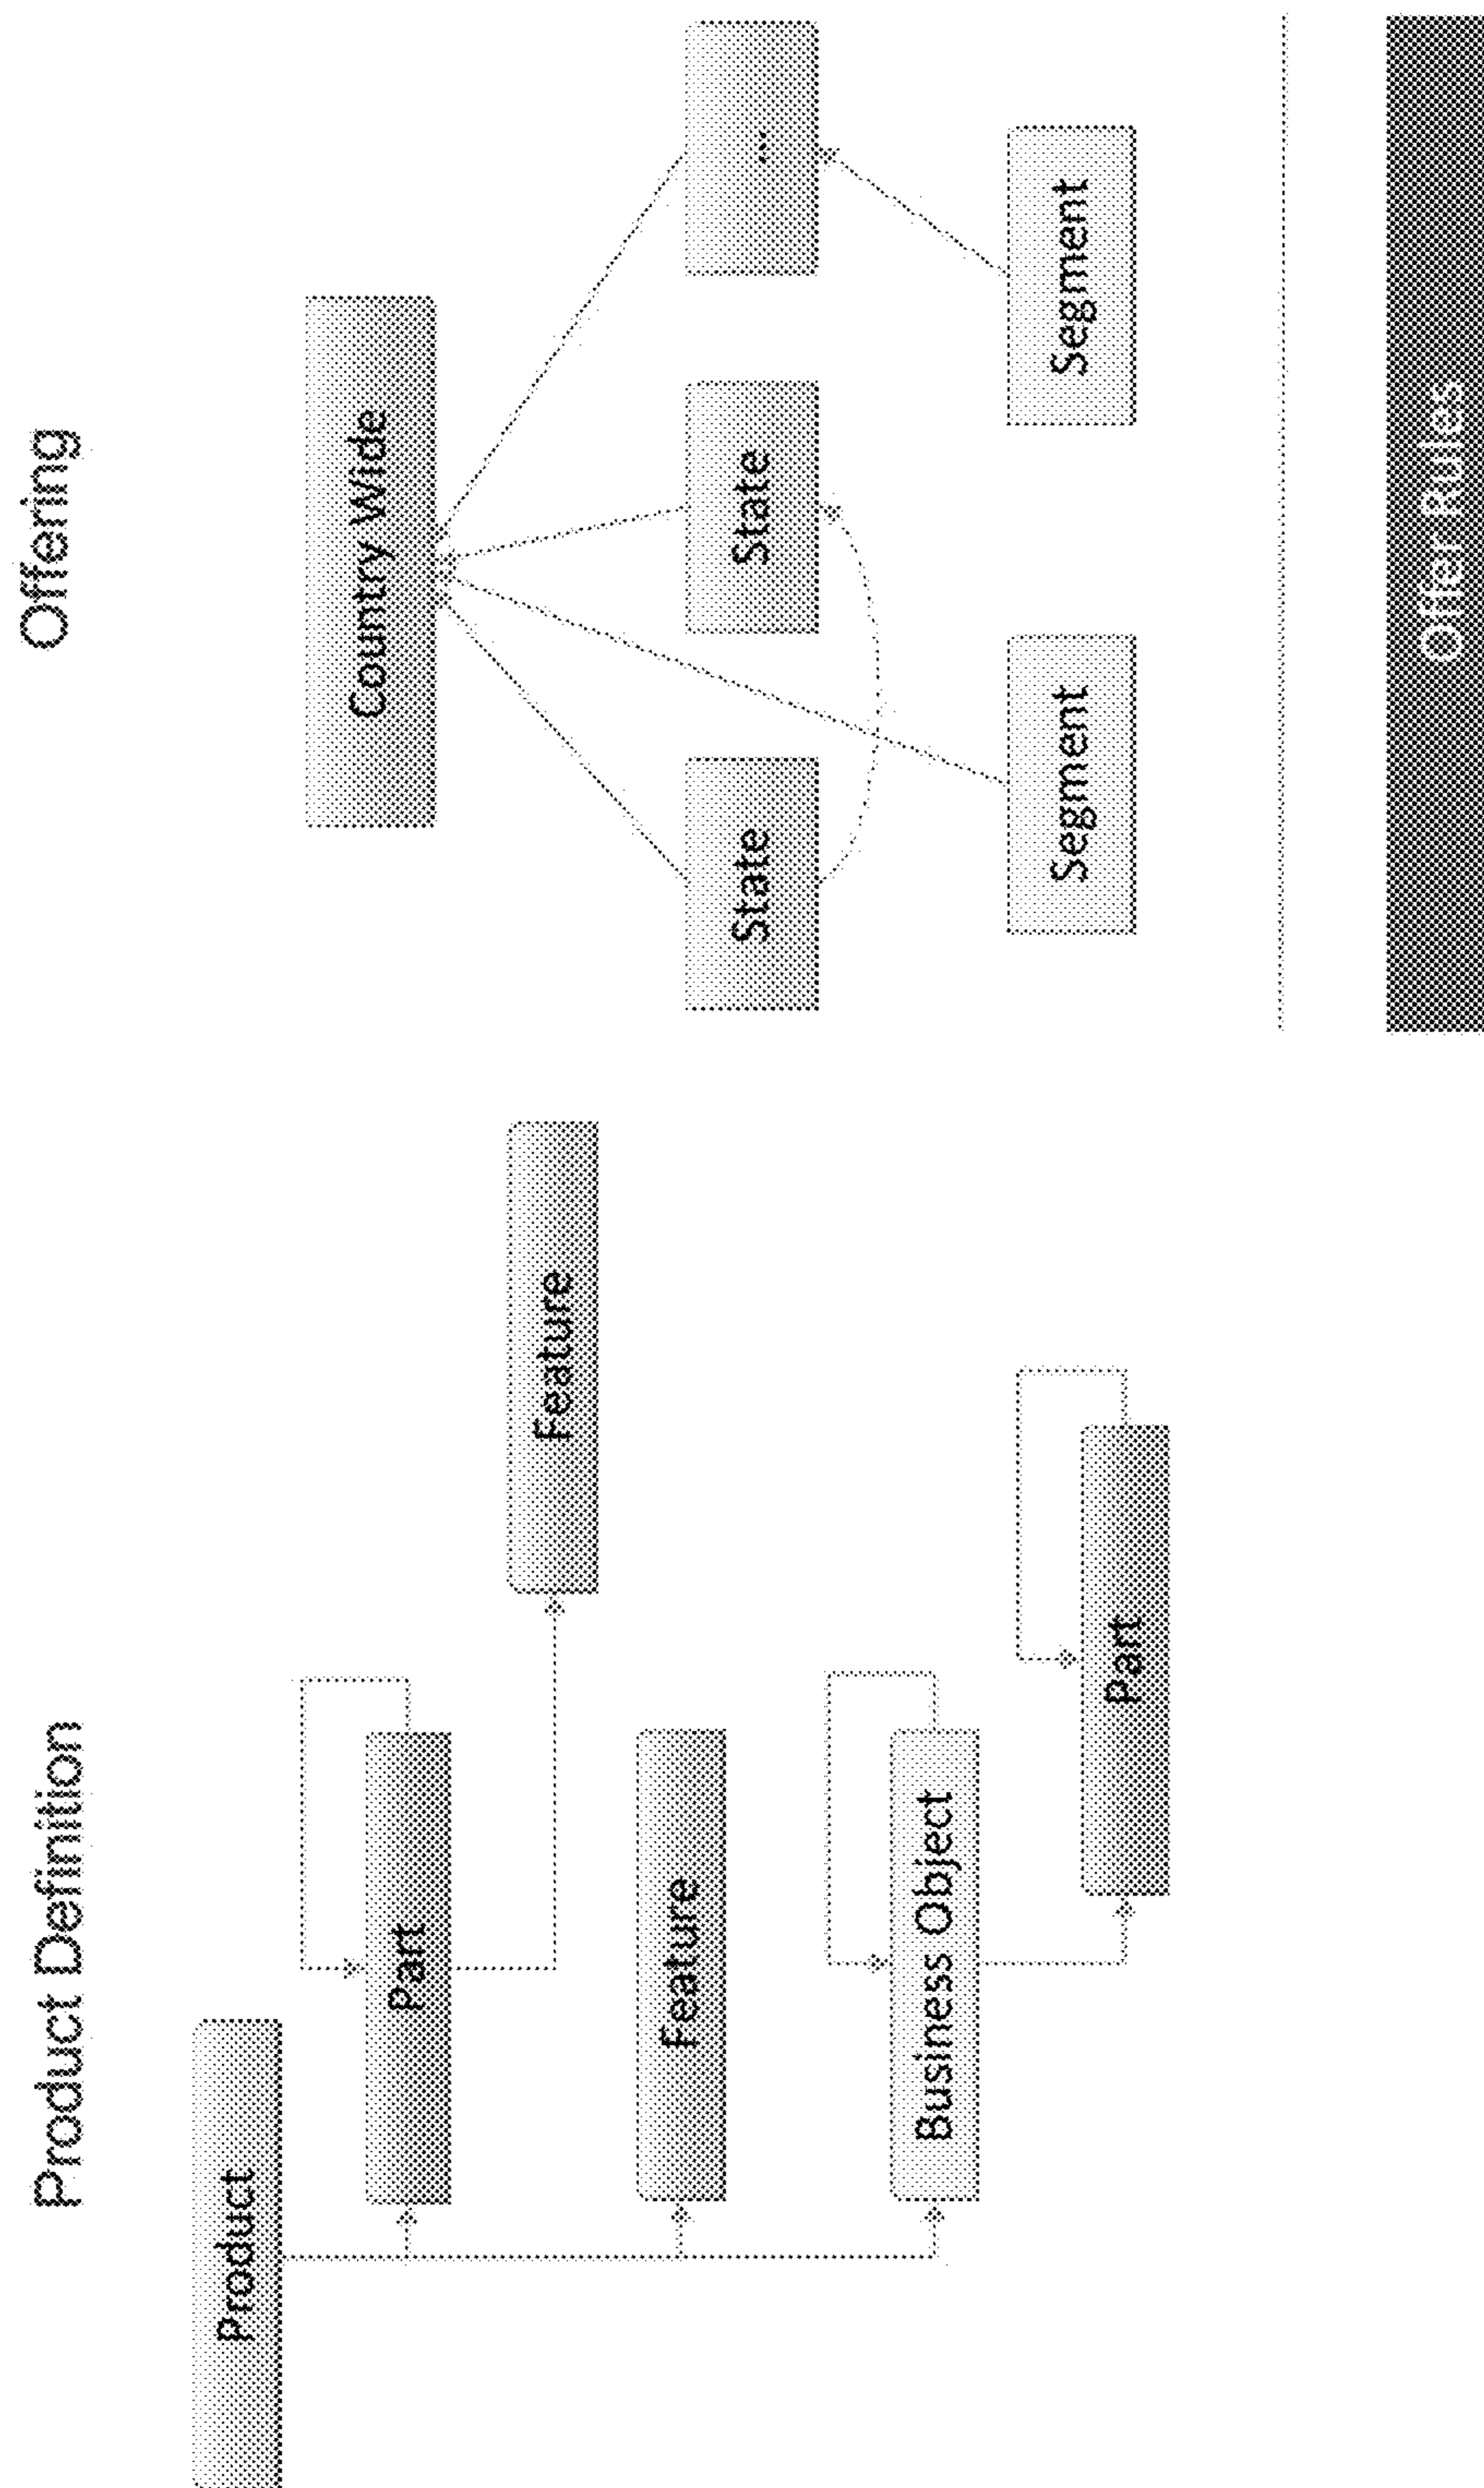 Product Definition
Product
Part
Feature
Feature
Business Object
Part
Offering
Country Wide
State
State
...
Segment
Segment
Offer Rules